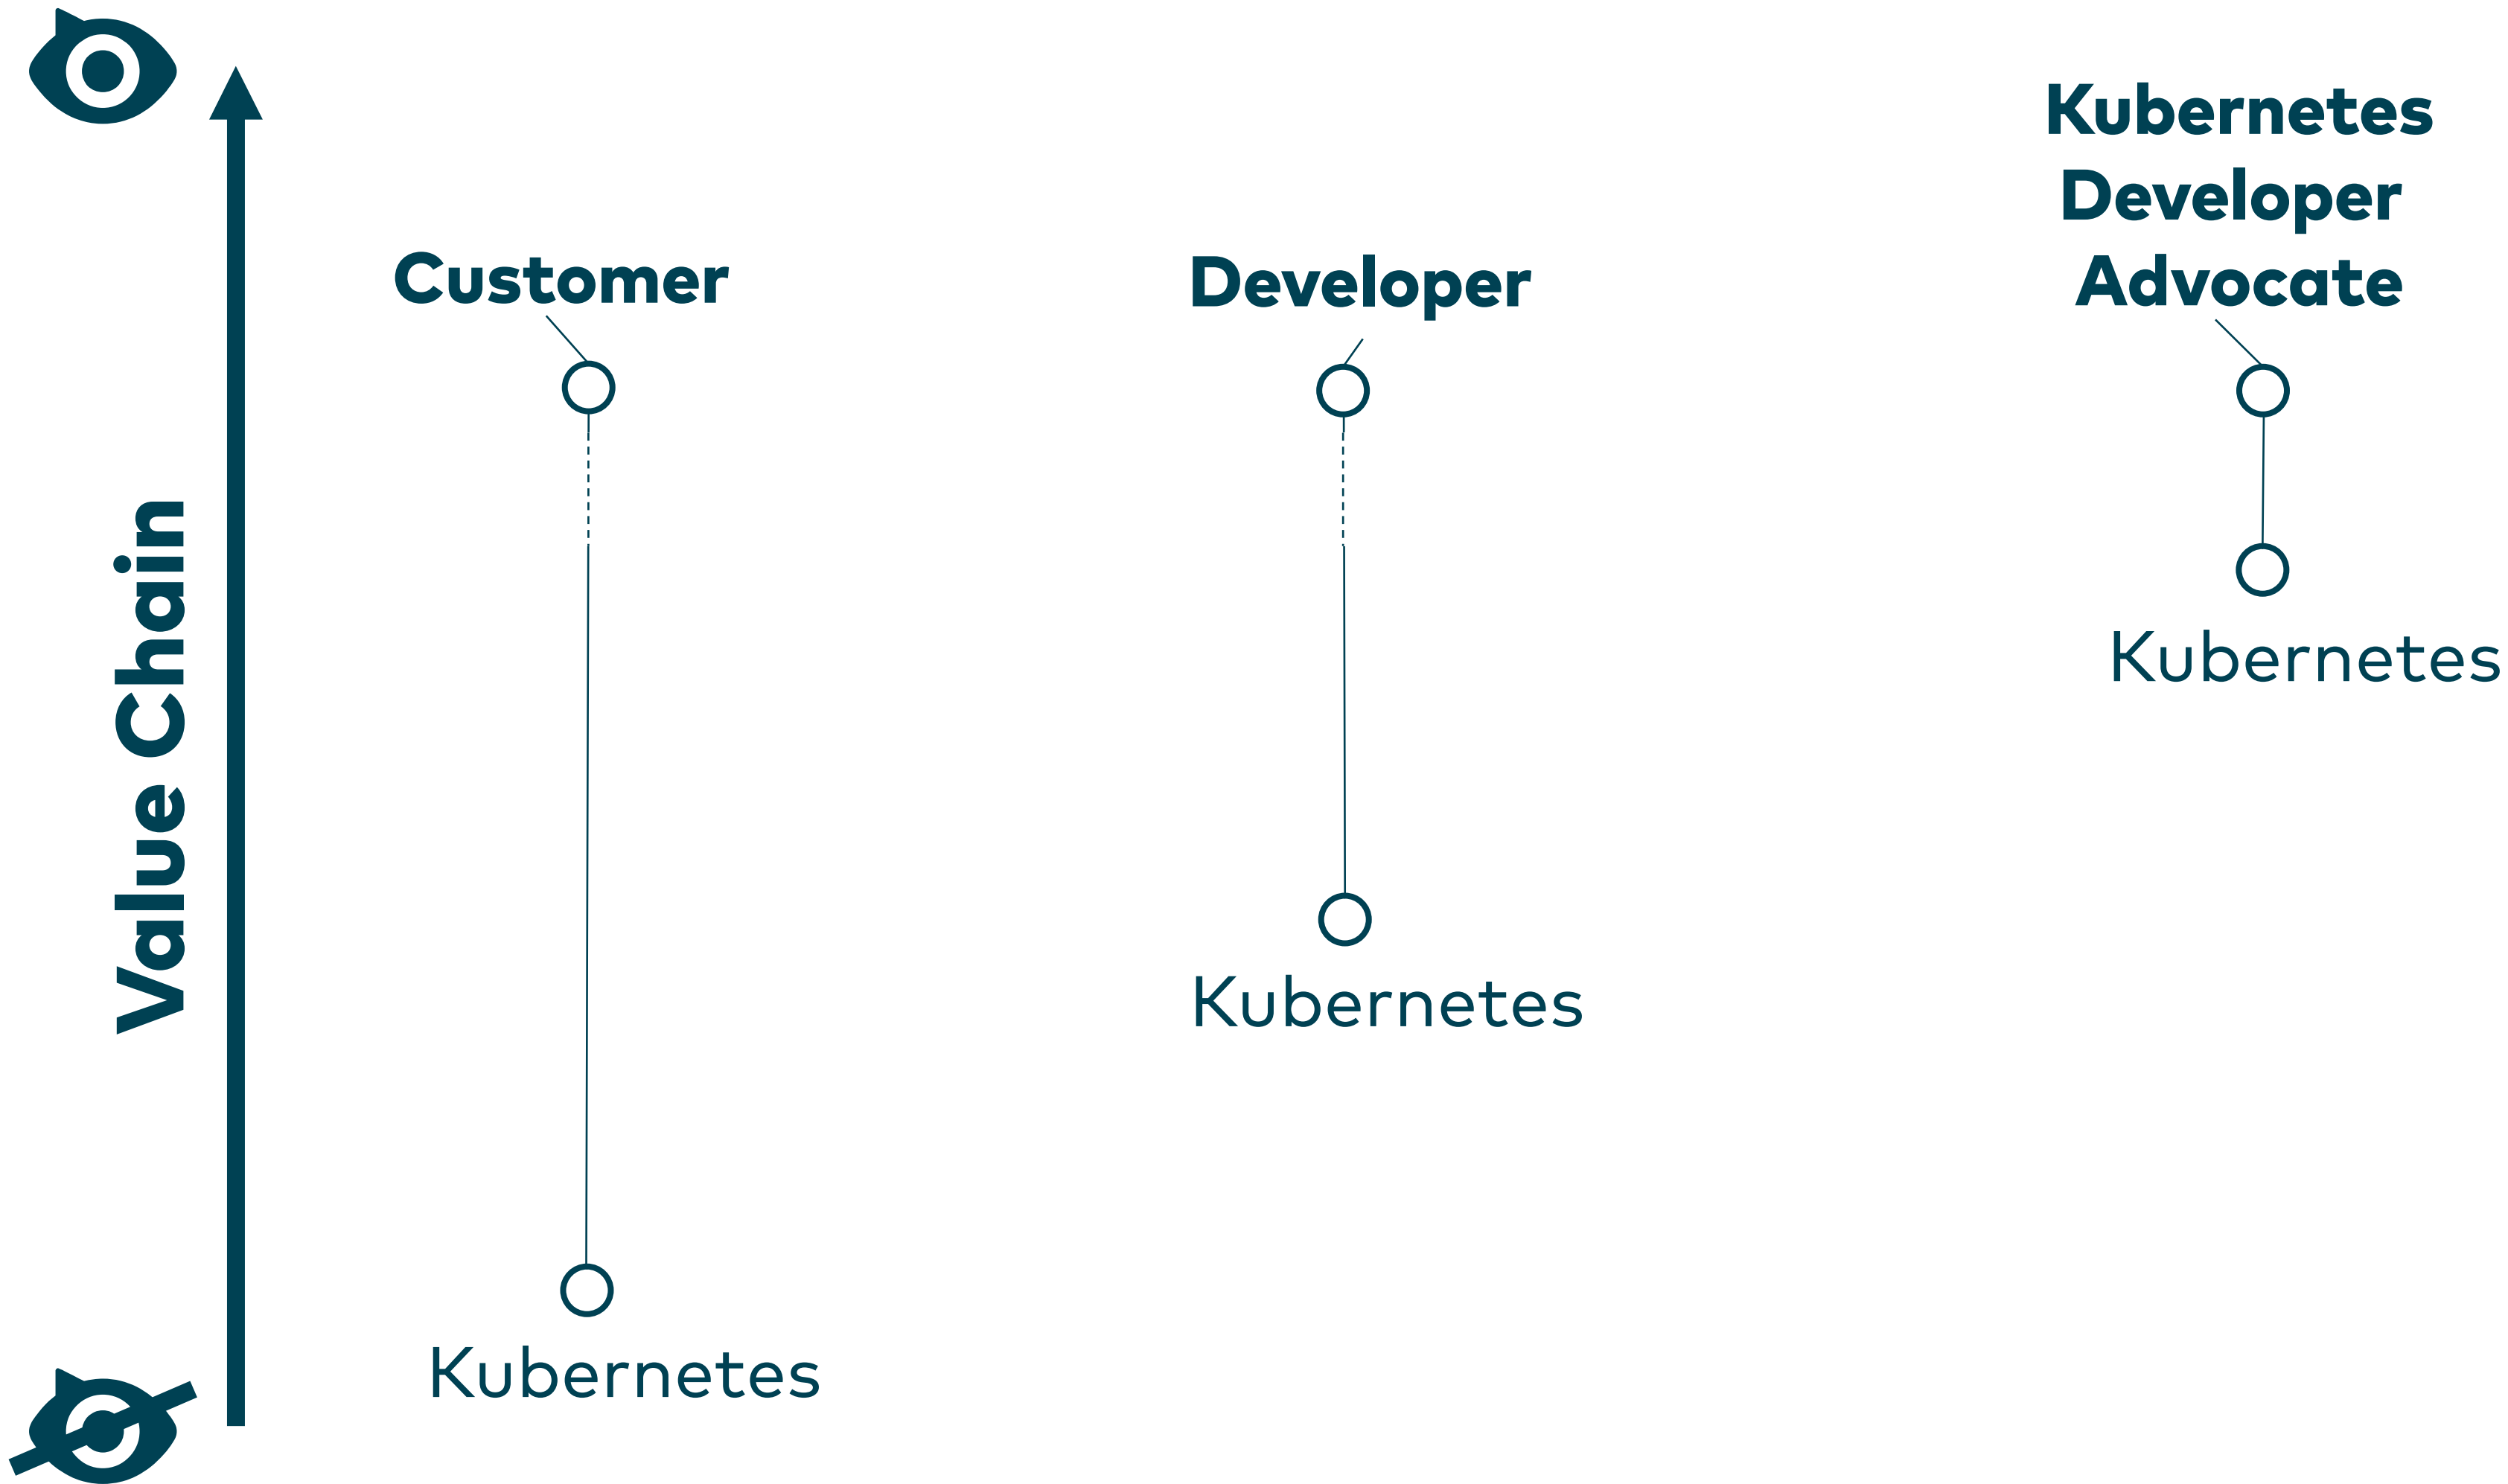 Value Chain
Customer
Developer
Kubernetes
Developer
Advocate
Kubernetes
Kubernetes
Kubernetes